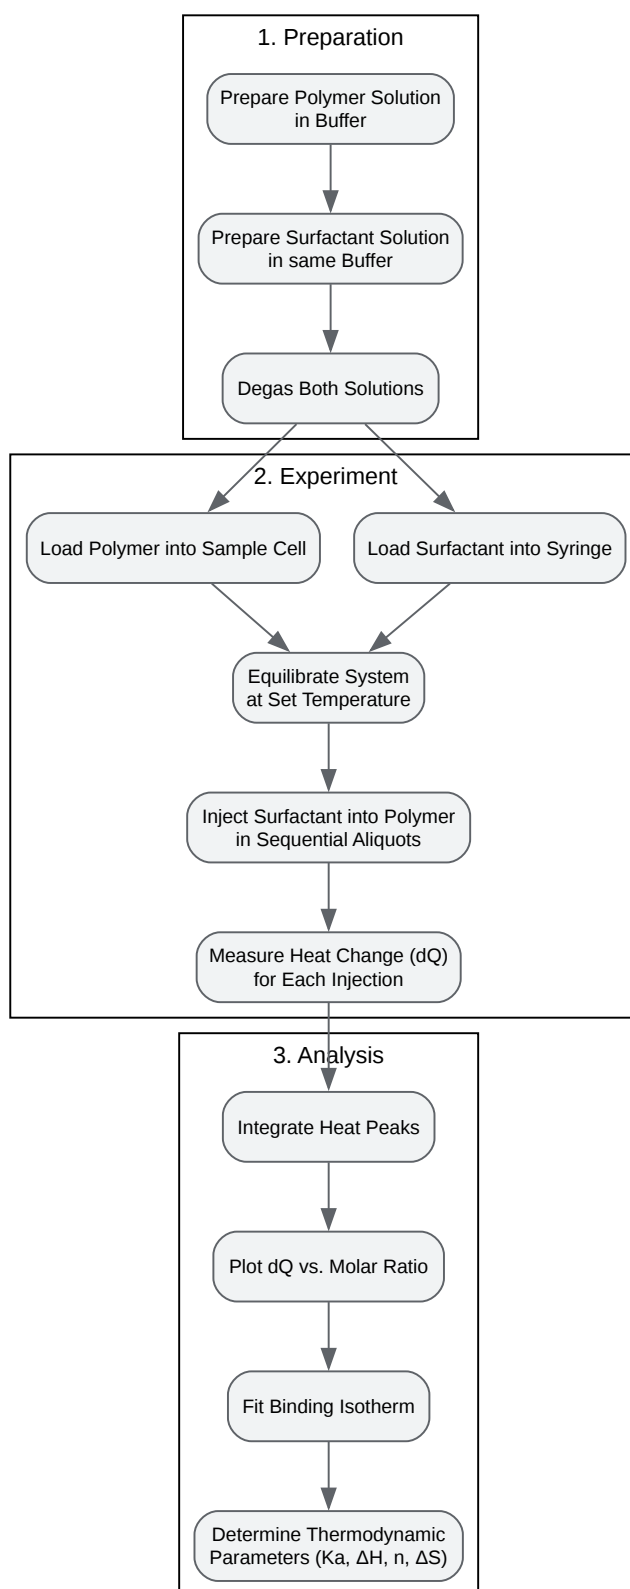 1. Preparation
Prepare Polymer Solution
in Buffer
Prepare Surfactant Solution
in same Buffer
Degas Both Solutions
2. Experiment
Load Polymer into Sample Cell
Load Surfactant into Syringe
Equilibrate System
at Set Temperature
Inject Surfactant into Polymer
in Sequential Aliquots
Measure Heat Change (dQ)
for Each Injection
3. Analysis
Integrate Heat Peaks
Plot dQ vs. Molar Ratio
Fit Binding Isotherm
Determine Thermodynamic
Parameters (Ka, ΔH, n, ΔS)